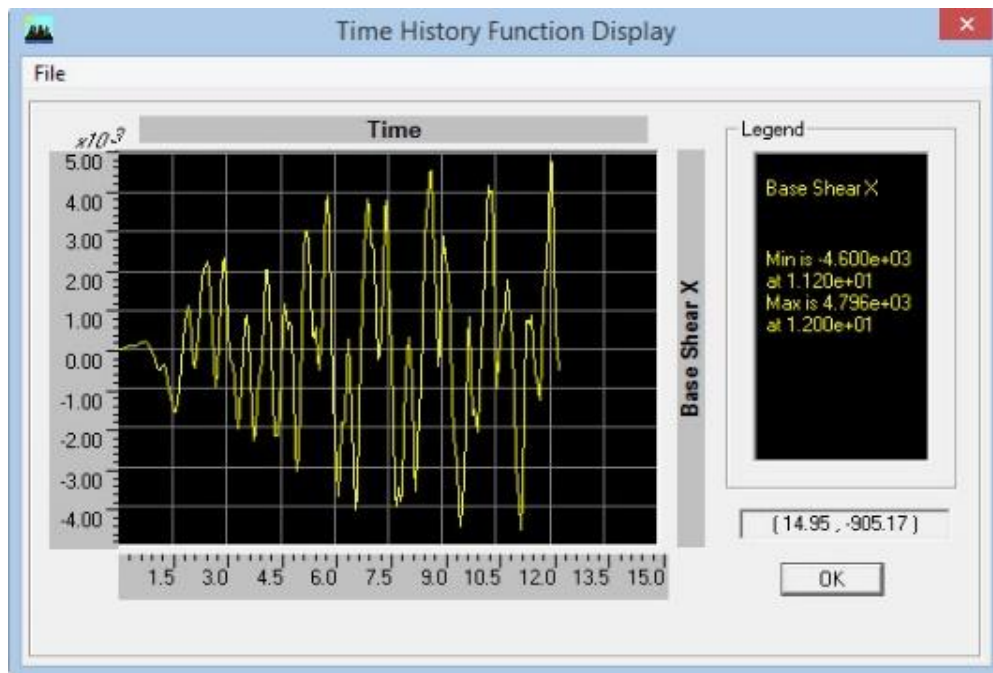 Time History Function Display
File
x10 3
Time
5.00
4.00
3.00
2.00
1.00
0.00
-1.00
-2.00
-3.00
-4.00
1.5 3.0 4.5 6.0 7.5 9.0 10.5 12.0 13.5 15.0
Base Shear X
Legend
Base Shear X
Min is -4.600e+03
at 1.120e+01
Max is 4.796e+03
at 1.200e+01
(14.95 , -905.17 )
OK